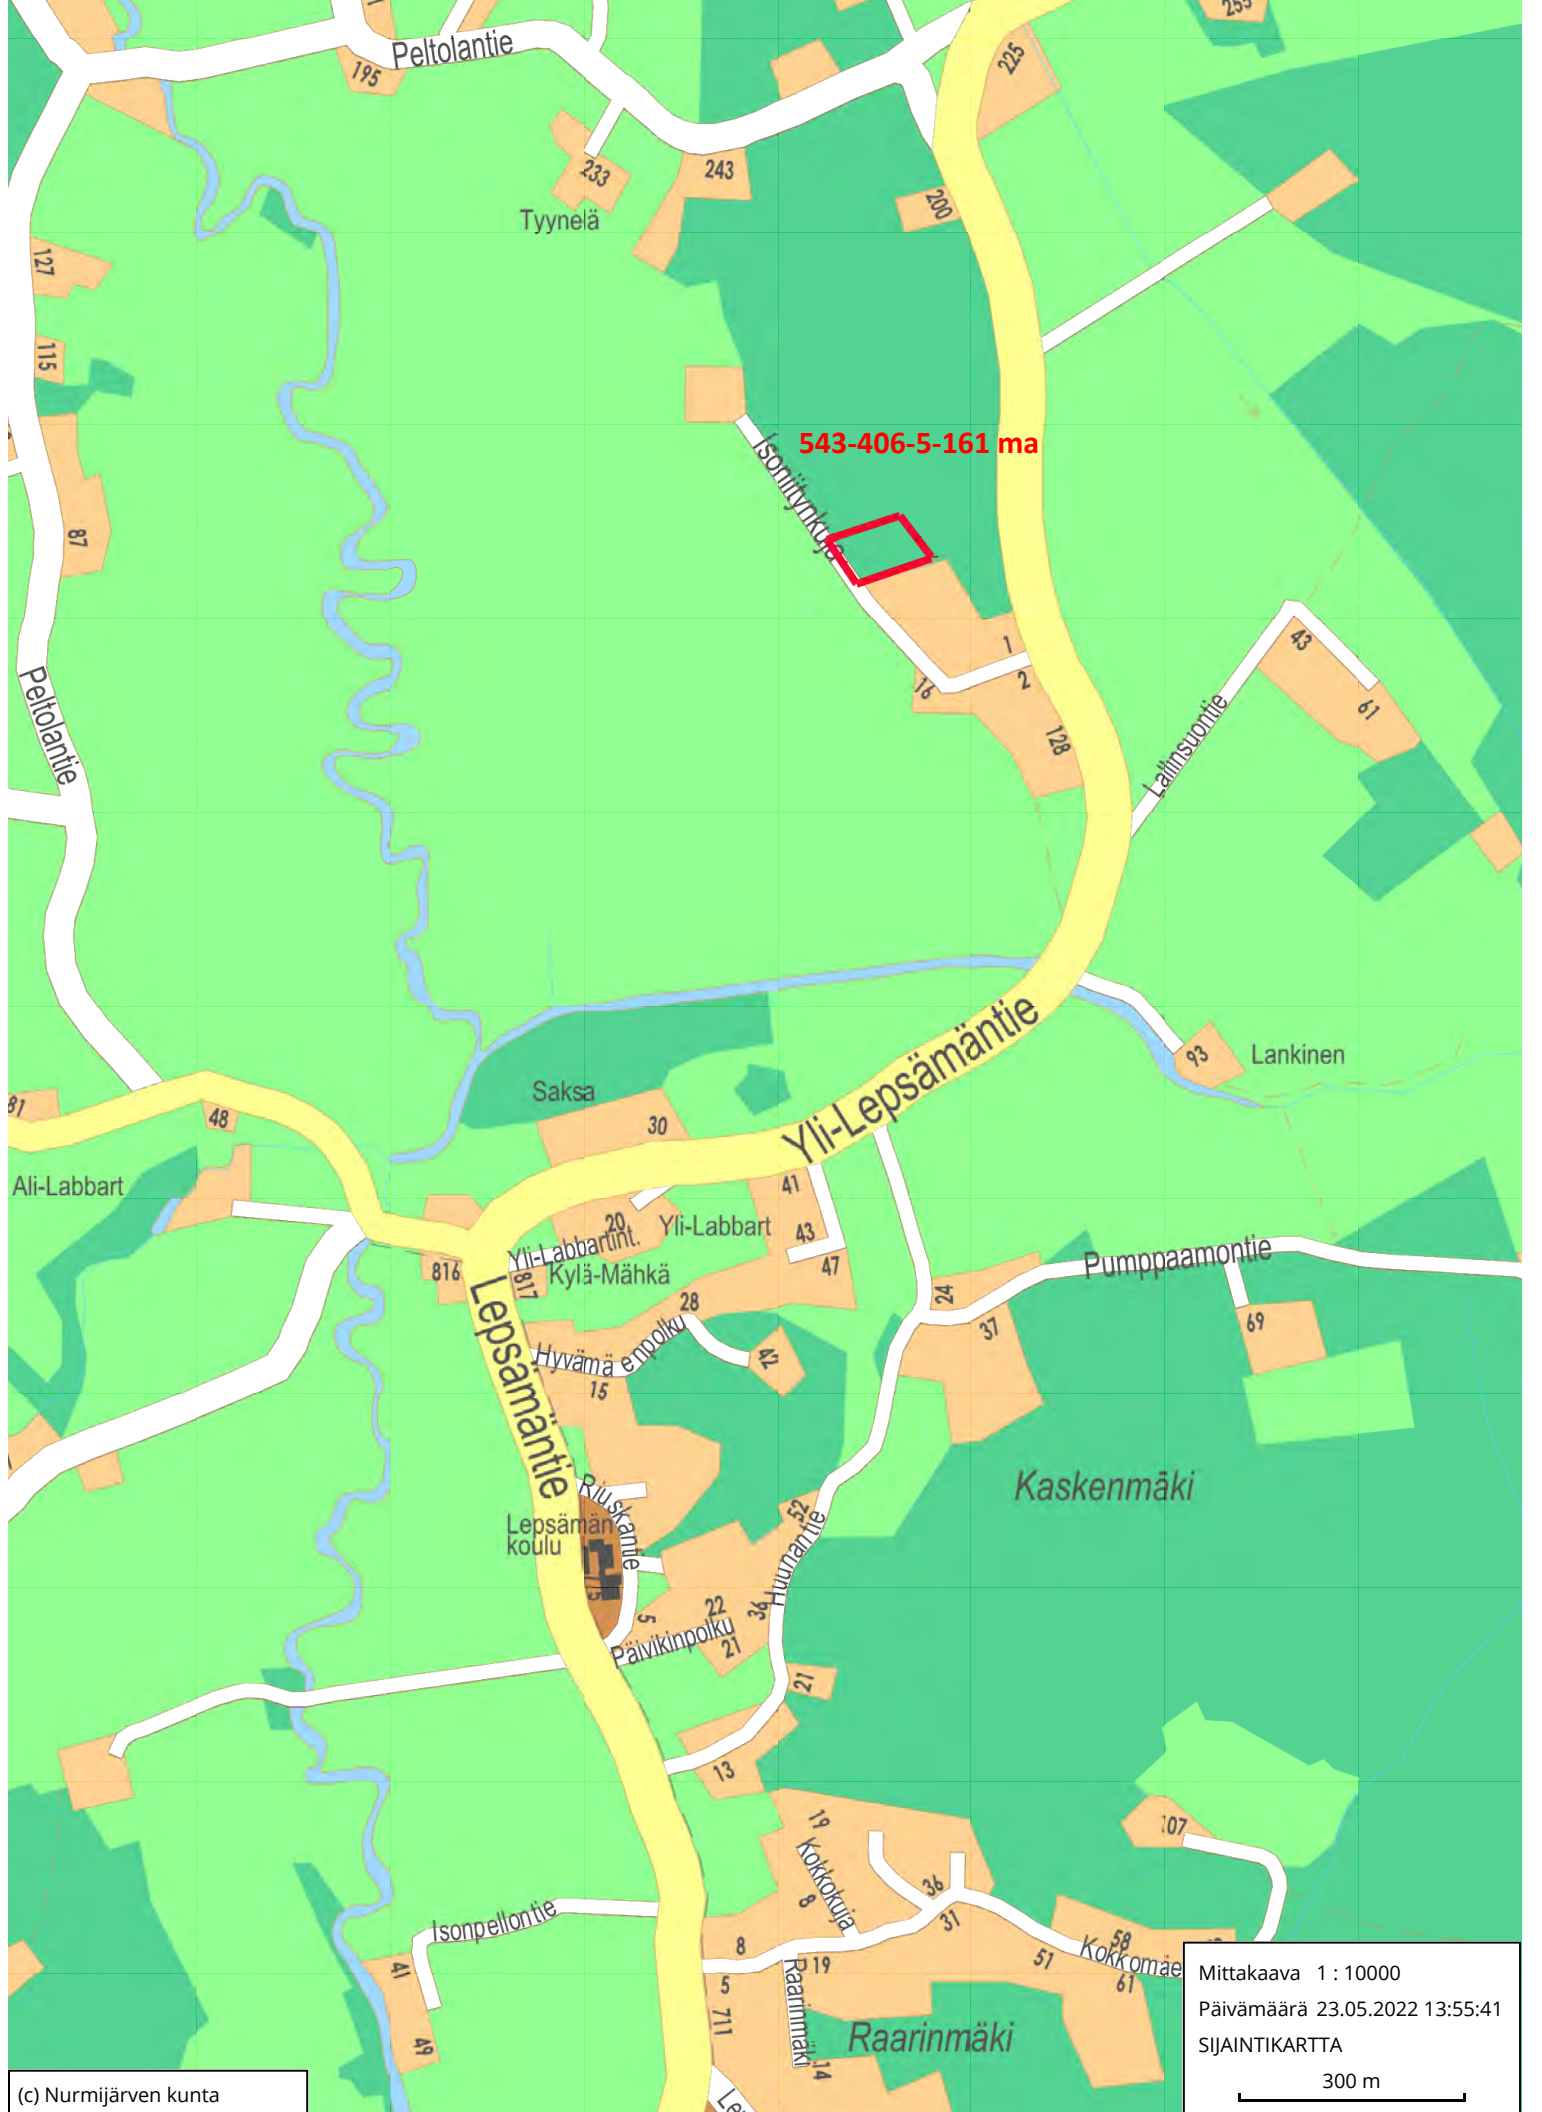 255
Peltolantie
195
225
233
243
200
Tyynelä
127
115
543-406-5-161 ma
Isoniitynkuja
87
1
2
16
43
61
128
Peltolantie
Lallinsuontie
Yli-Lepsämäntie
93
Lankinen
Saksa
30
81
48
Ali-Labbart
41
20
Yli-Labbart
43
Yli-Labbartint.
47
816
817
Kylä-Mähkä
Pumppaamontie
28
24
37
69
Lepsämäntie
Hyvämäenpolku
42
15
Kaskenmäki
Riuskantie
52
Lepsämän
koulu
Huunantie
22
36
5
Päivikinpolku
21
21
13
19
107
Kokkokuja
8
36
31
Isonpellontie
8
19
58
51
Kokkomäe
61
41
5
Raarinmäki
711
49
14
Raarinmäki
Mittakaava 1 : 10000
Päivämäärä 23.05.2022 13:55:41
SIJAINTIKARTTA
300 m
(c) Nurmijärven kunta